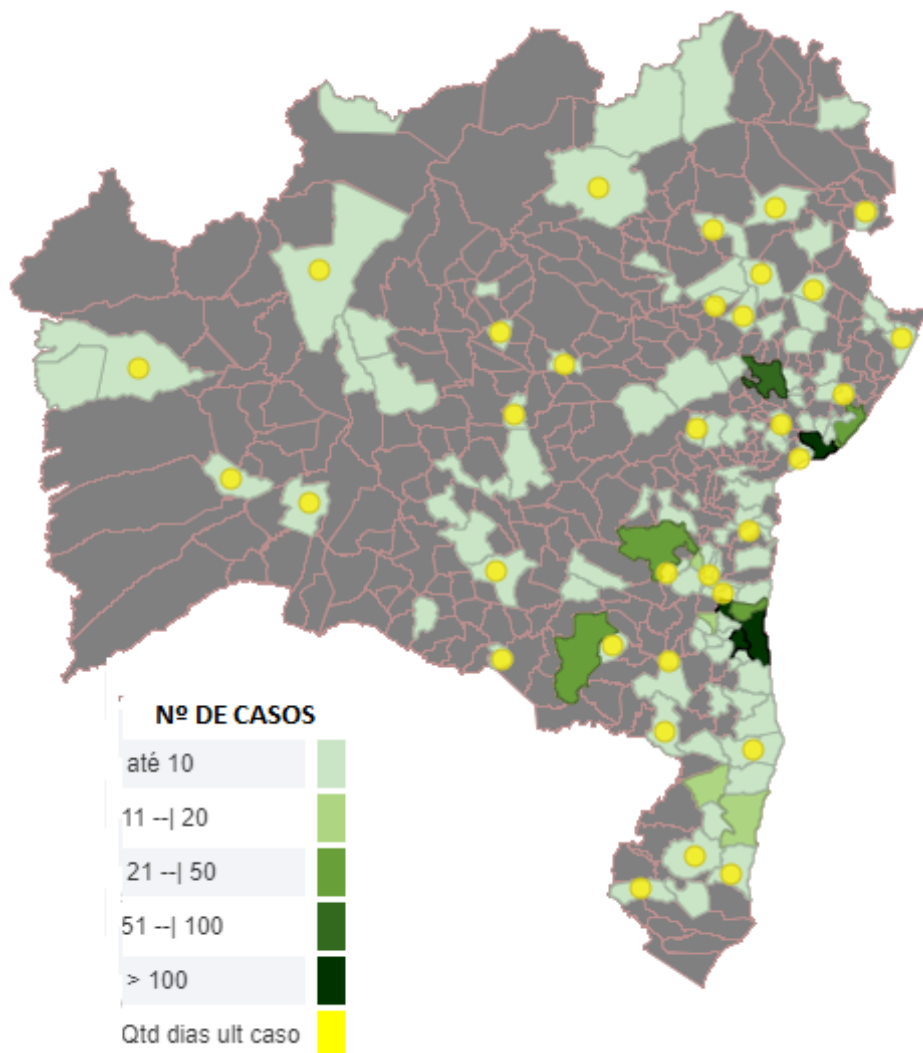 Nº DE CASOS
até 10
11 --| 20
21 --| 50
51 --| 100
> 100
Qtd dias ult caso